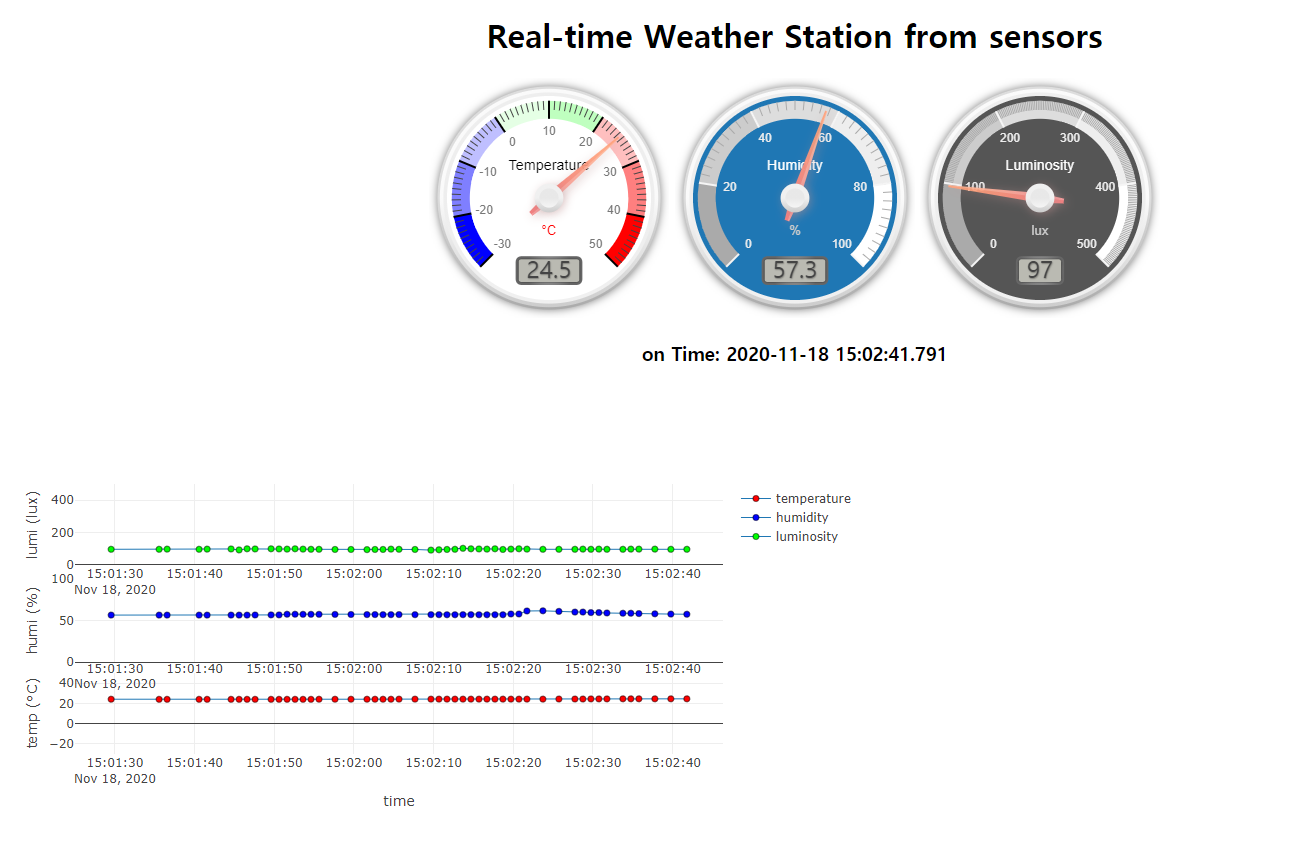 Real-time Weather Station from sensors
-30 -20 -10 0 10 20 30 40 50
Temperature
°C
24.5
0 20 40 60 80 100
Humidity
%
57.3
0 100 200 300 400 500
Luminosity
lux
97
on Time: 2020-11-18 15:02:41.791
temperature
humidity
luminosity
lumi (lux)
400
200
0
15:01:30 15:01:40 15:01:50 15:02:00 15:02:10 15:02:20 15:02:30 15:02:40
Nov 18, 2020
humi (%)
100
50
0
15:01:30 15:01:40 15:01:50 15:02:00 15:02:10 15:02:20 15:02:30 15:02:40
Nov 18, 2020
temp (°C)
40
20
0
−20
15:01:30 15:01:40 15:01:50 15:02:00 15:02:10 15:02:20 15:02:30 15:02:40
Nov 18, 2020
time